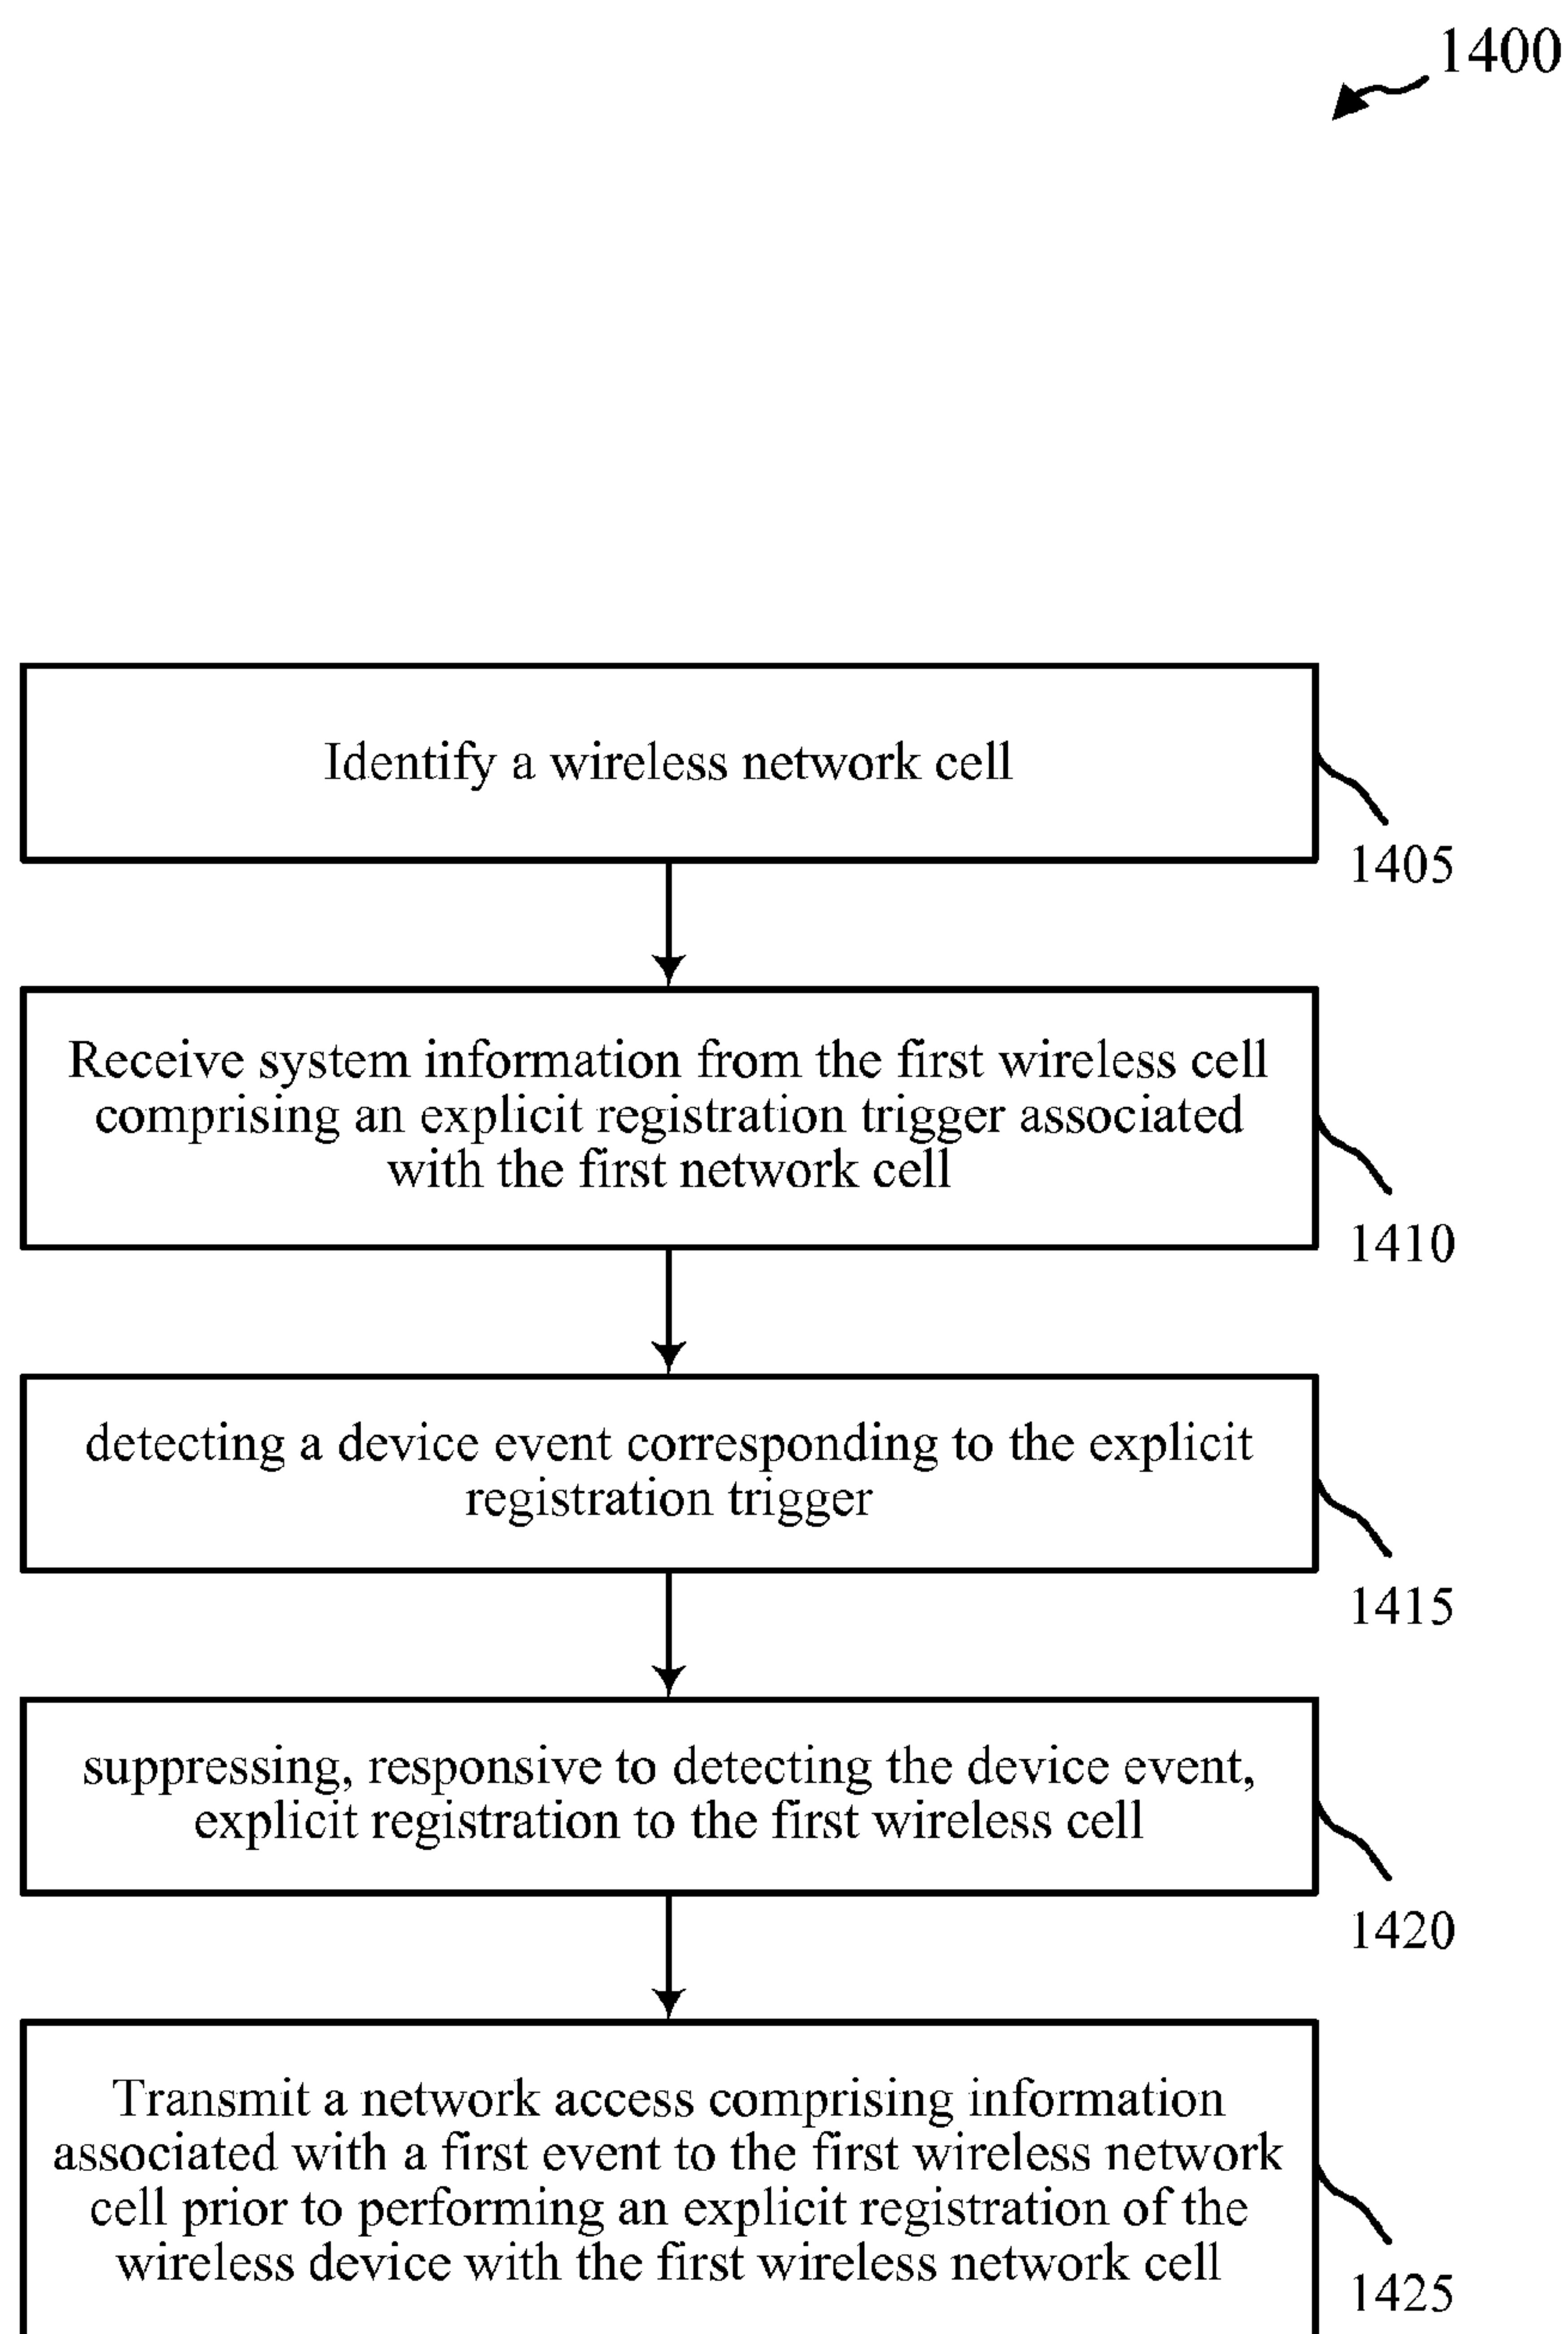 1400
Identify a wireless network cell
1405
Receive system information from the first wireless cell
comprising an explicit registration trigger associated
with the first network cell
1410
detecting a device event corresponding to the explicit
registration trigger
1415
suppressing, responsive to detecting the device event,
explicit registration to the first wireless cell
1420
Transmit a network access comprising information
associated with a first event to the first wireless network
cell prior to performing an explicit registration of the
wireless device with the first wireless network cell
1425